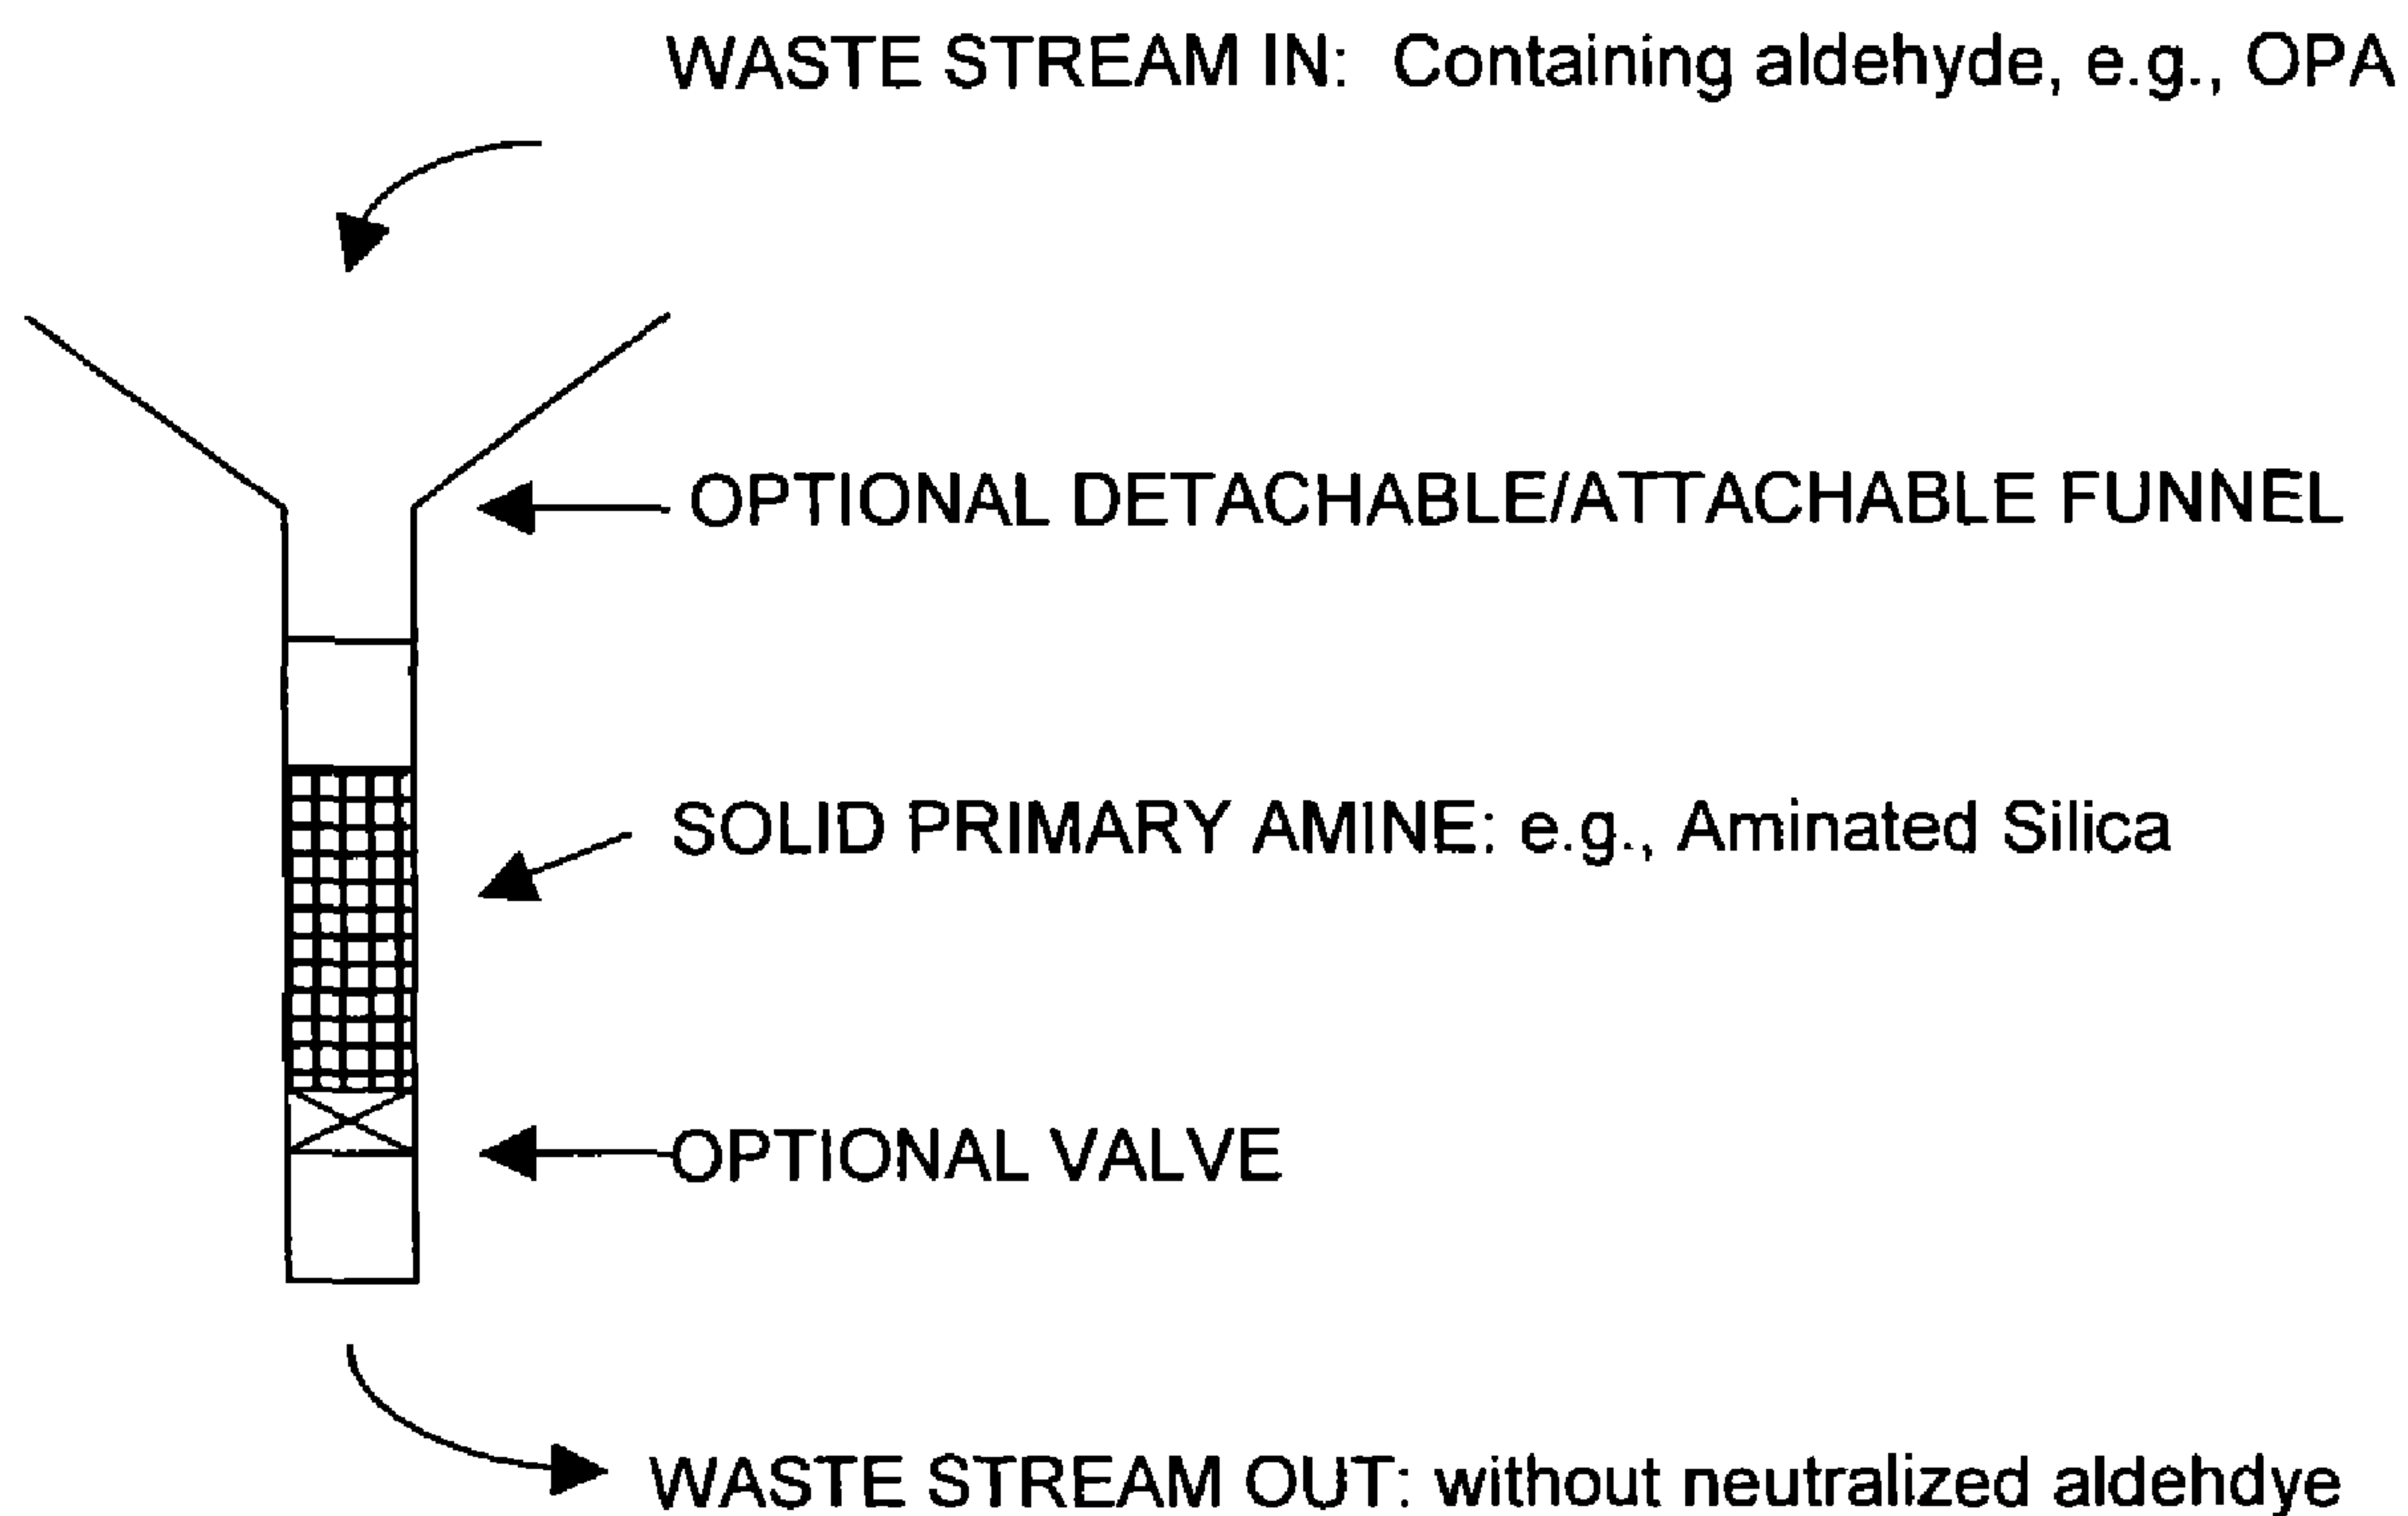 WASTE STREAM IN: Containing aldehyde, e.g., OPA
OPTIONAL DETACHABLE/ATTACHABLE FUNNEL
SOLID PRIMARY AMINE: e.g., Aminated Silica
OPTIONAL VALVE
WASTE STREAM OUT: without neutralized aldehdye